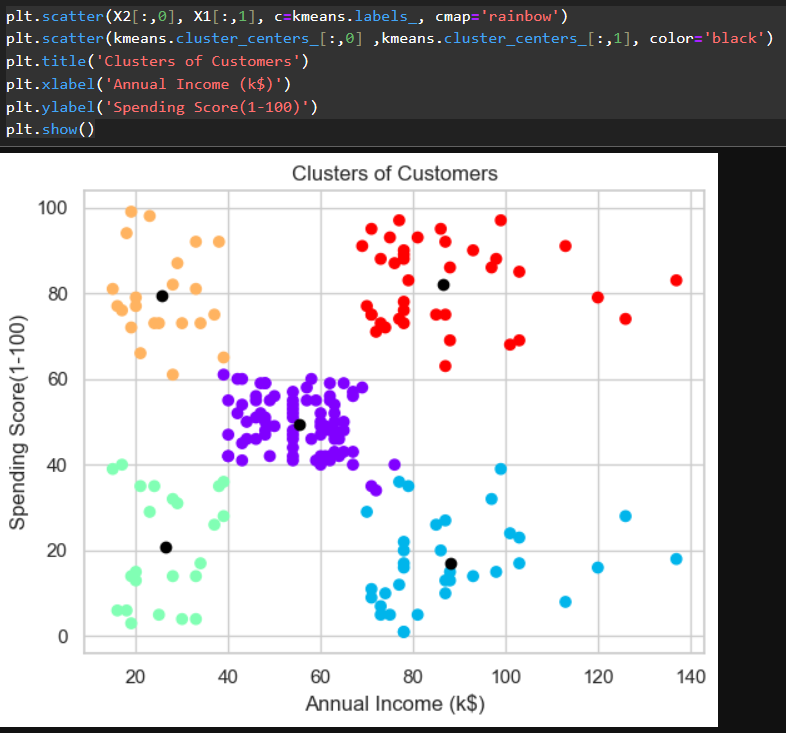 plt.scatter(X2[:,0], X1[:,1], c=kmeans.labels_, cmap='rainbow')
plt.scatter(kmeans.cluster_centers_[:,0] ,kmeans.cluster_centers_[:,1], color='black')
plt.title('Clusters of Customers')
plt.xlabel('Annual Income (k$)')
plt.ylabel('Spending Score(1-100)')
plt.show()
Clusters of Customers
100
80
60
40
20
0
Spending Score(1-100)
20 40 60 80 100 120 140
Annual Income (k$)